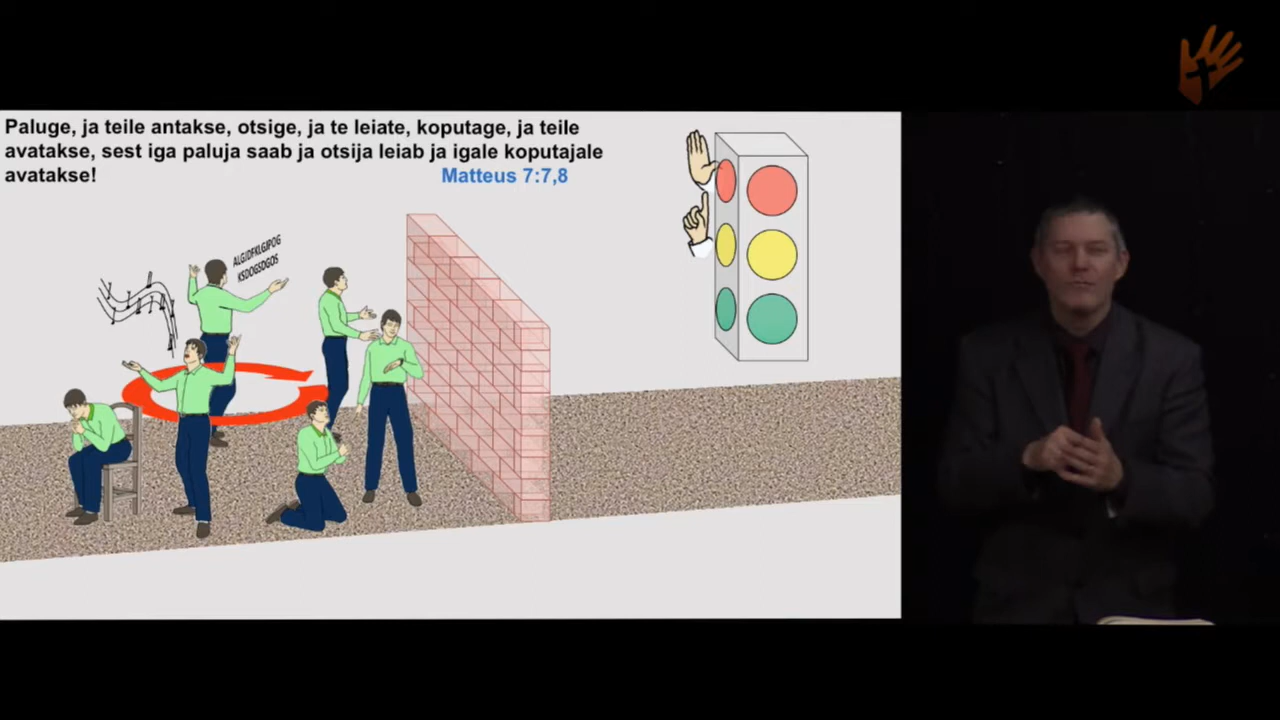 Paluge, ja teile antakse, otsige, ja te leiate, koputage, ja teile
avatakse, sest iga paluja saab ja otsija leiab ja igale koputajale
avatakse!
Matteus 7:7,8